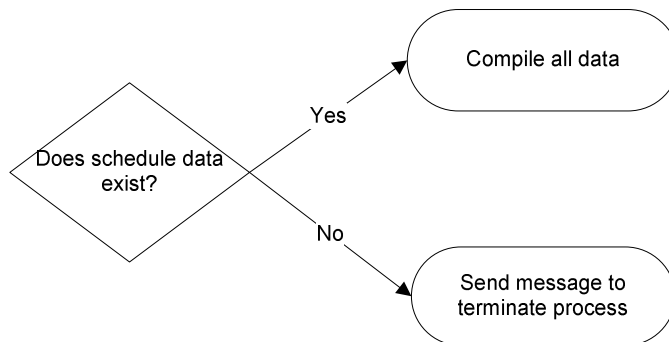 Compile all data
Yes
Does schedule data
exist?
No
Send message to
terminate process